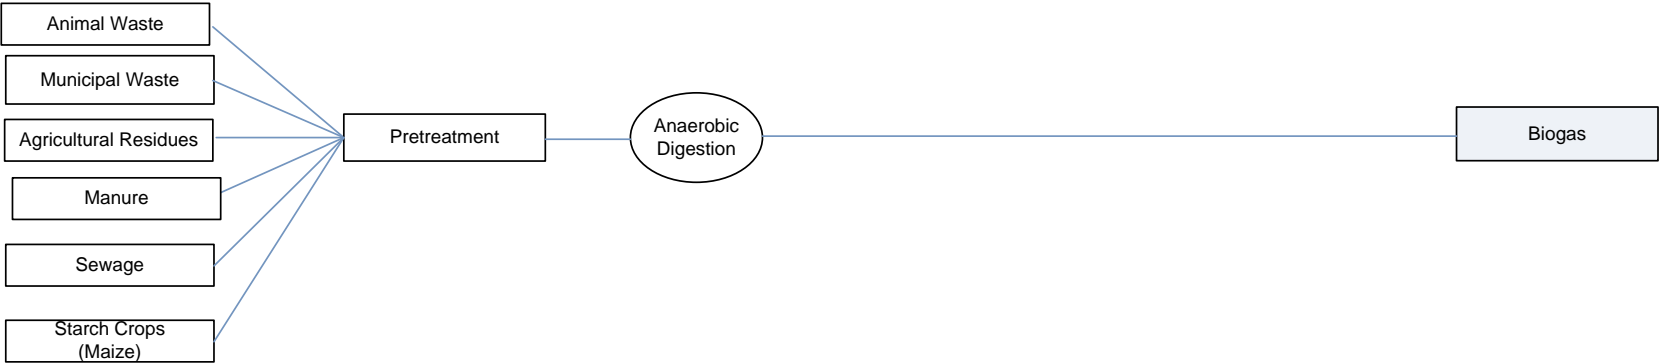 Animal Waste
Municipal Waste
Agricultural Residues
Manure
Sewage
Starch Crops
(Maize)
Pretreatment
Anaerobic
Digestion
Biogas